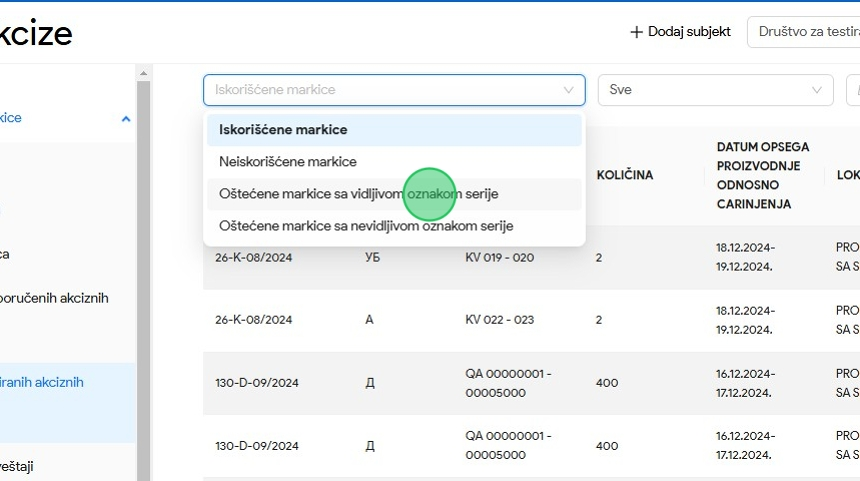 kcize
+ Dodaj subjekt
Društvo za testira
kice
Iskorišćene markice
Sve
Iskorišćene markice
Neiskorišćene markice
Oštećene markice sa vidljivom oznakom serije
Oštećene markice sa nevidljivom oznakom serije
KOLIČINA
DATUM OPSEGA
PROIZVODNJE
ODNOSNO
CARINJENJA
LOK
ca
poručenih akciznih
iranih akciznih
veštaji
26-K-08/2024 УБ KV 019 - 020 2 18.12.2024- PRO
19.12.2024. SA S
26-K-08/2024 А KV 022 - 023 2 18.12.2024- PRO
19.12.2024. SA S
130-D-09/2024 Д QA 00000001 - 400 16.12.2024- PRO
00005000 17.12.2024. SA S
130-D-09/2024 Д QA 00000001 - 400 16.12.2024- PRO
00005000 17.12.2024. SA S